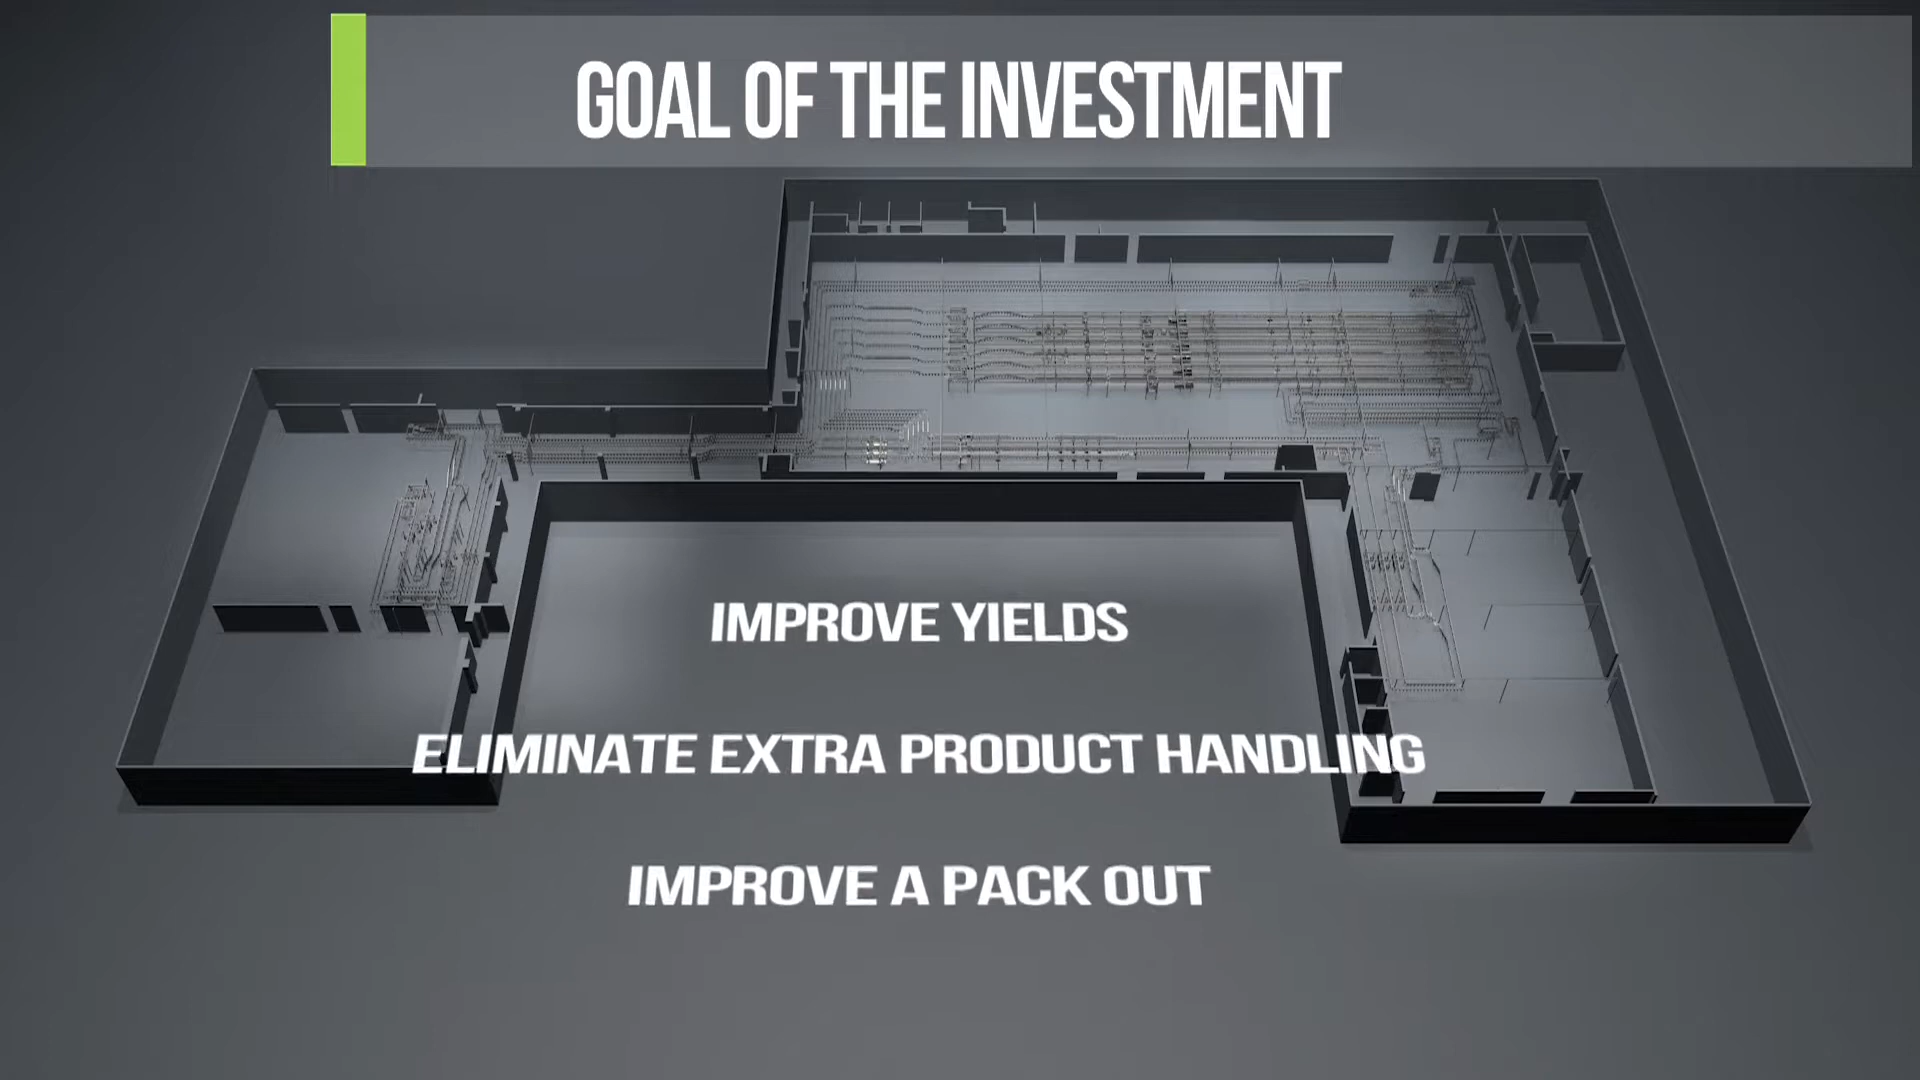 GOAL OF THE INVESTMENT
IMPROVE YIELDS
ELIMINATE EXTRA PRODUCT HANDLING
IMPROVE A PACK OUT